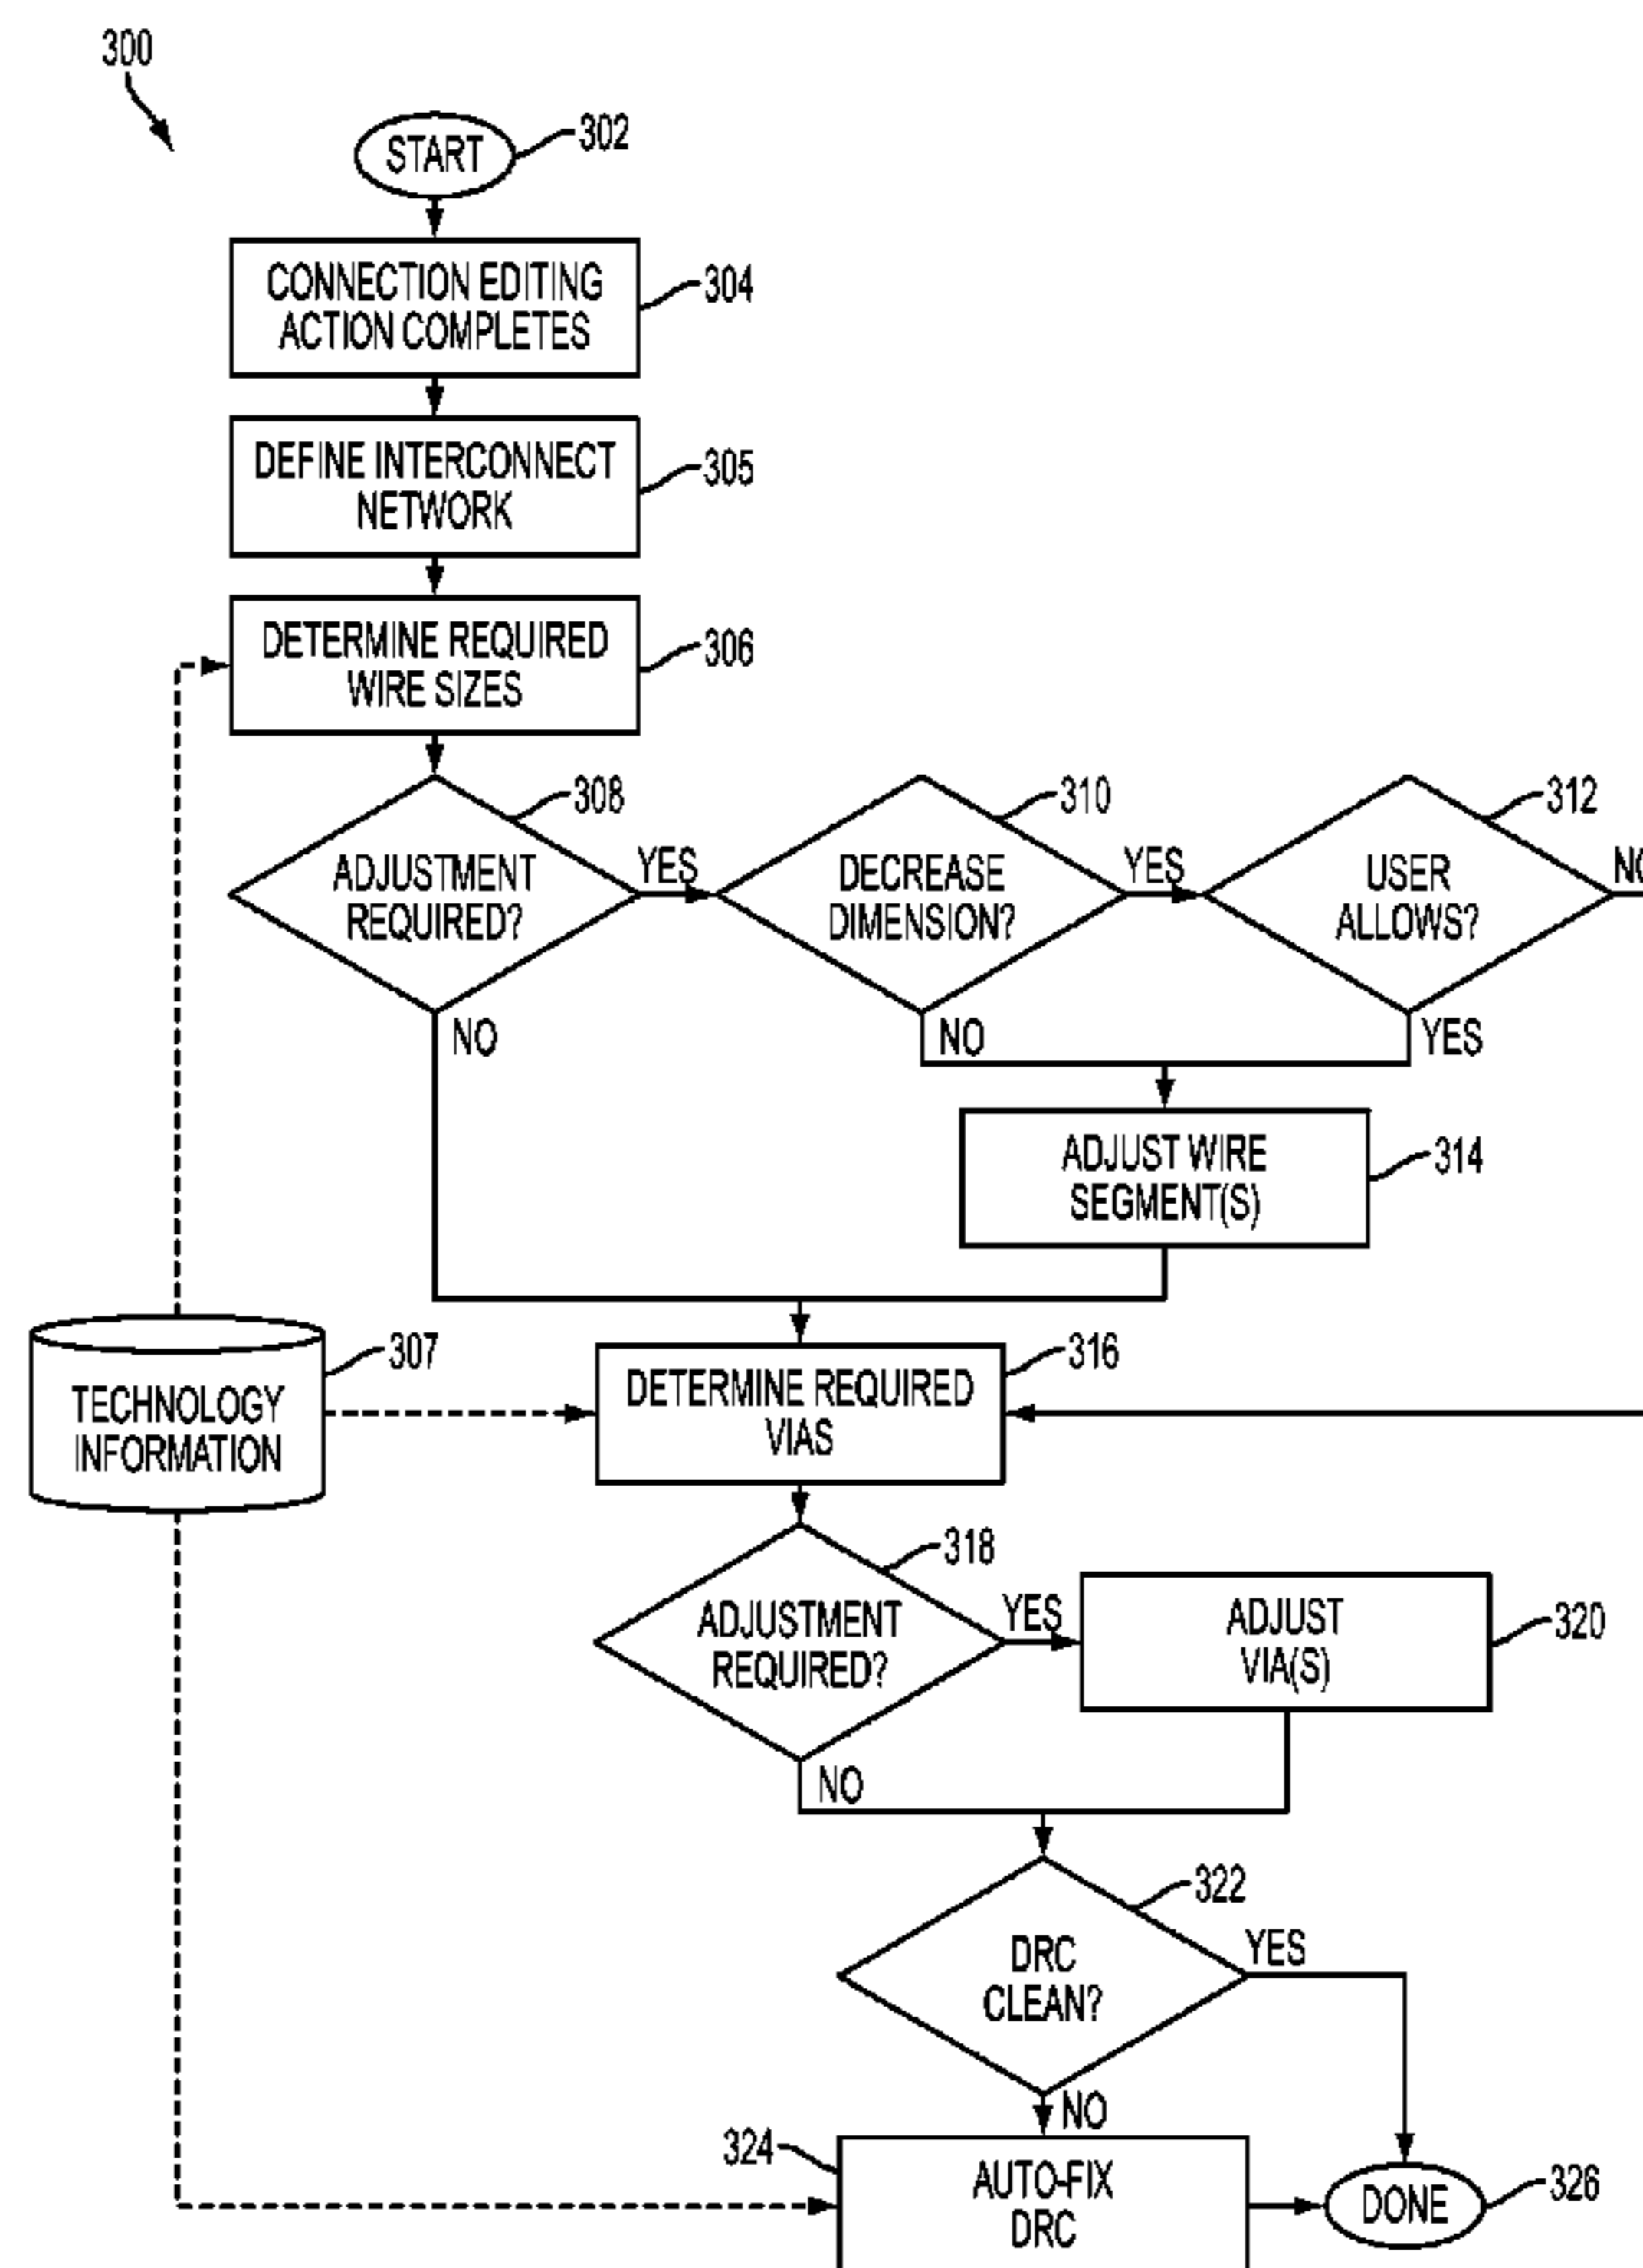 300
START
302
CONNECTION EDITING
ACTION COMPLETES
304
DEFINE INTERCONNECT
NETWORK
305
DETERMINE REQUIRED
WIRE SIZES
306
308
ADJUSTMENT
REQUIRED?
YES
NO
310
DECREASE
DIMENSION?
YES
NO
312
USER
ALLOWS?
NO
YES
ADJUST WIRE
SEGMENT(S)
314
307
TECHNOLOGY
INFORMATION
DETERMINE REQUIRED
VIAS
316
318
ADJUSTMENT
REQUIRED?
YES
NO
ADJUST
VIA(S)
320
322
DRC
CLEAN?
YES
NO
324
AUTO-FIX
DRC
DONE
326